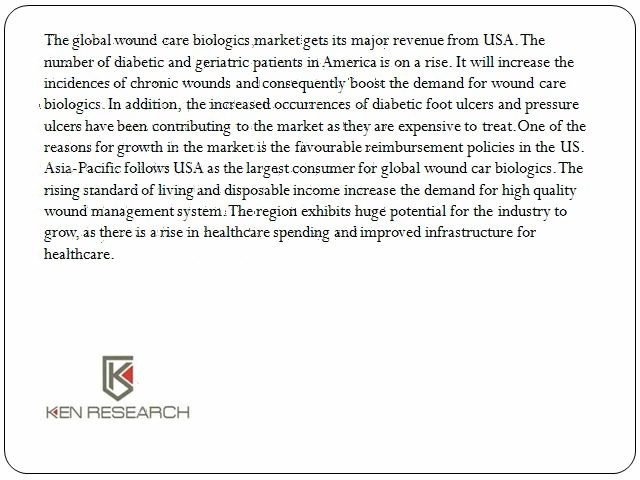 The global wound care biologics market gets its major revenue from USA. The
number of diabetic and geriatric patients in America is on a rise. It will increase the
incidences of chronic wounds and consequently boost the demand for wound care
biologics. In addition, the increased occurrences of diabetic foot ulcers and pressure
ulcers have been contributing to the market as they are expensive to treat. One of the
reasons for growth in the market is the favourable reimbursement policies in the US.
Asia-Pacific follows USA as the largest consumer for global wound car biologics. The
rising standard of living and disposable income increase the demand for high quality
wound management system. The region exhibits huge potential for the industry to
grow, as there is a rise in healthcare spending and improved infrastructure for
healthcare.
KEN RESEARCH